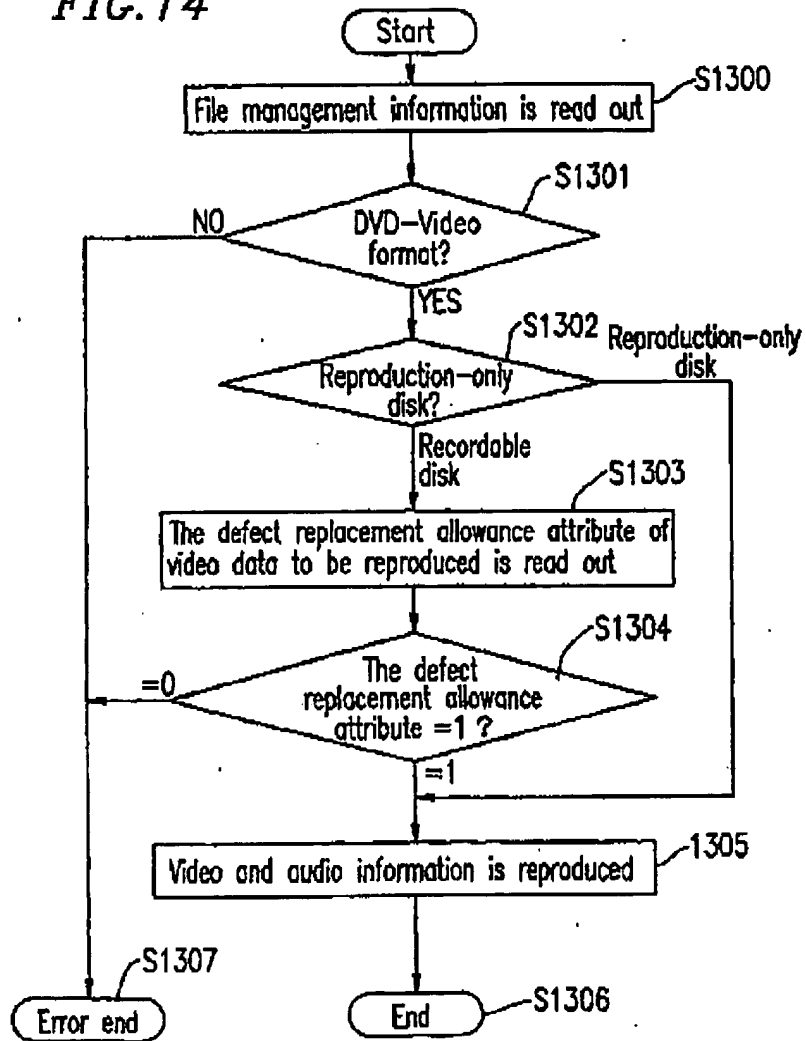 FIG. 14
Start
S1300
File management information is read out
S1301
NO
DVD-Video
format?
YES
S1302
Reproduction-only
disk
Reproduction-only
disk?
Recordable
disk
S1303
The defect replacement allowance attribute of
video data to be reproduced is read out
S1304
=0
The defect
replacement allowance
attribute =1 ?
=1
1305
Video and audio information is reproduced
S1307
Error end
End
S1306